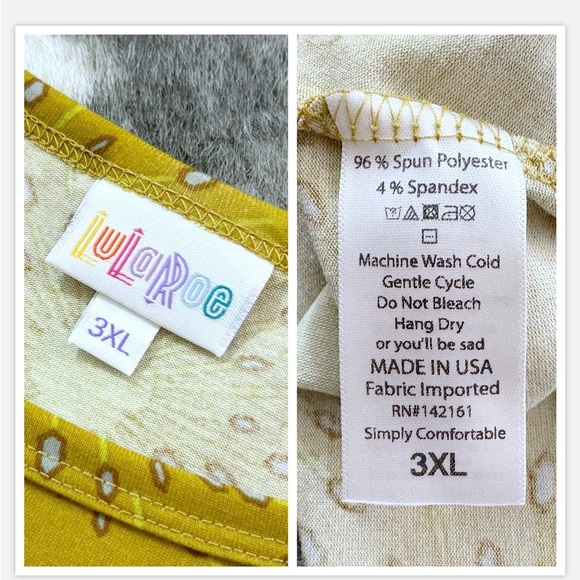 LuLaRoe
3XL
96 % Spun Polyester
4 % Spandex
Machine Wash Cold
Gentle Cycle
Do Not Bleach
Hang Dry
or you'll be sad
MADE IN USA
Fabric Imported
RN#142161
Simply Comfortable
3XL